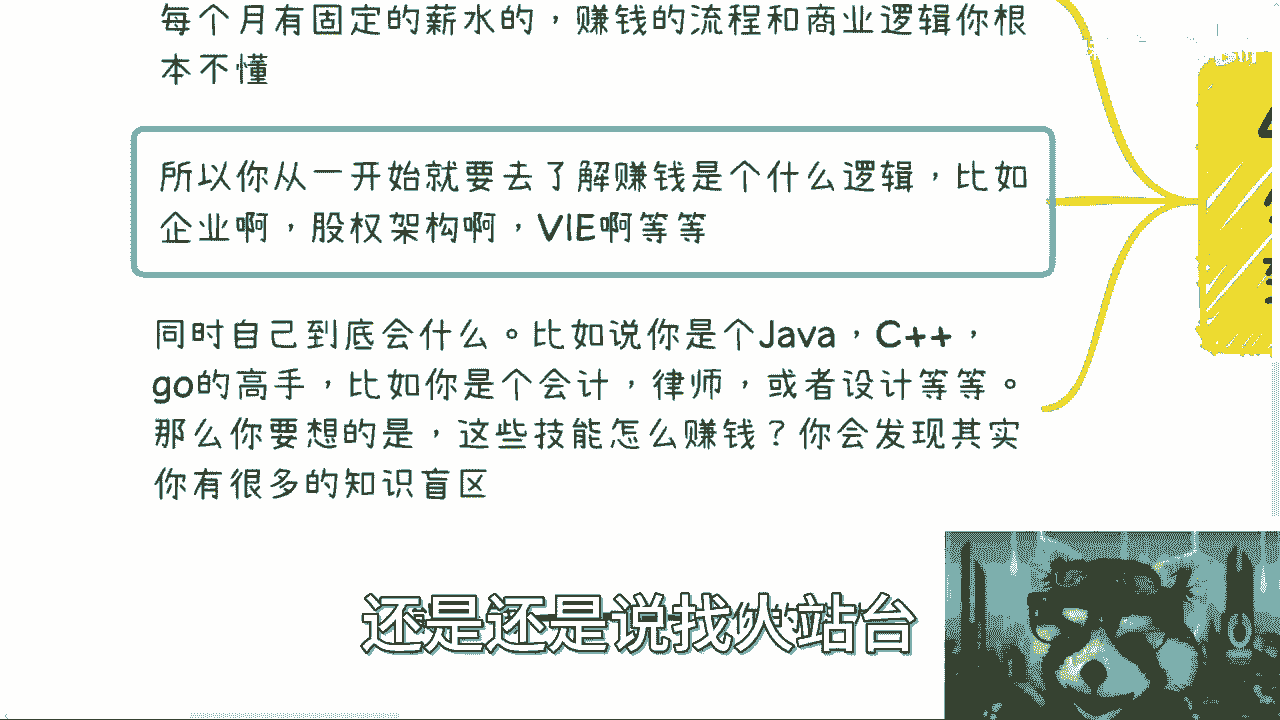 每个月有固定的薪水的，赚钱的流程和商业逻辑你根
本不懂
所以你从一开始就要去了解赚钱是个什么逻辑，比如
企业啊，股权架构啊，VIE啊等等
同时自己到底会什么。比如说你是个Java，C++，
go的高手，比如你是个会计，律师，或者设计等等。
那么你要想的是，这些技能怎么赚钱？你会发现其实
你有很多的知识盲区
还是还是说找人站台